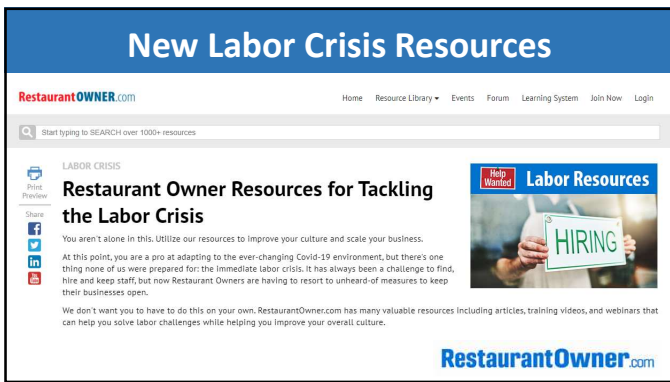 New Labor Crisis Resources
RestaurantOWNER.com
Home Resource Library Events Forum Learning System Join Now Login
Start typing to SEARCH over 1000+ resources
Print
Preview
Share
f
in
You
Tube
LABOR CRISIS
Restaurant Owner Resources for Tackling
the Labor Crisis
You aren't alone in this. Utilize our resources to improve your culture and scale your business.
At this point, you are a pro at adapting to the ever-changing Covid-19 environment, but there's one
thing none of us were prepared for: the immediate labor crisis. It has always been a challenge to find,
hire and keep staff, but now Restaurant Owners are having to resort to unheard-of measures to keep
their businesses open.
We don't want you to have to do this on your own. RestaurantOwner.com has many valuable resources including articles, training videos, and webinars that
can help you solve labor challenges while helping you improve your overall culture.
Help
Wanted
Labor Resources
HIRING
RestaurantOwner.com